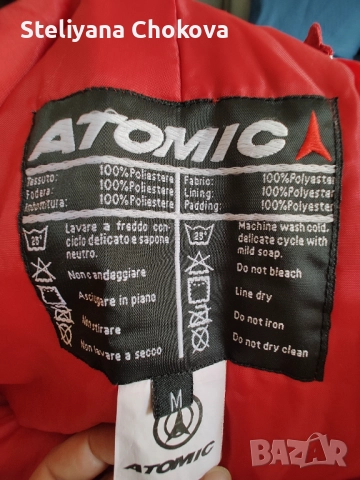 Steliyana Chokova
ATOMIC
Tessuto: 100%Poliestere
Fodera: 100%Poliestere
Imbottitura: 100%Poliestere
Lavare a freddo con
ciclo delicato e sapone
neutro.
Non candeggiare
Asciugare in piano
Non stirare
Non lavare a secco
Fabric: 100%Polyester
Lining: 100%Polyester
Padding: 100%Polyester
Machine wash cold,
delicate cycle with
mild soap.
Do not bleach
Line dry
Do not iron
Do not dry clean
M
ATOMIC
BAZAR